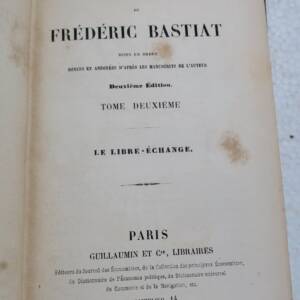 DE
FRÉDÉRIC BASTIAT
MISES EN ORDRE
REVUES ET ANNOTÉES D'APRÈS LES MANUSCRITS DE L'AUTEUR
Deuxième Édition.
TOME DEUXIÈME
LE LIBRE-ÉCHANGE.
PARIS
GUILLAUMIN ET Cie, LIBRAIRES
Éditeurs du Journal des Économistes, de la Collection des principaux Économistes,
du Dictionnaire de l'Économie politique, du Dictionnaire universel
du Commerce et de la Navigation, etc.
14